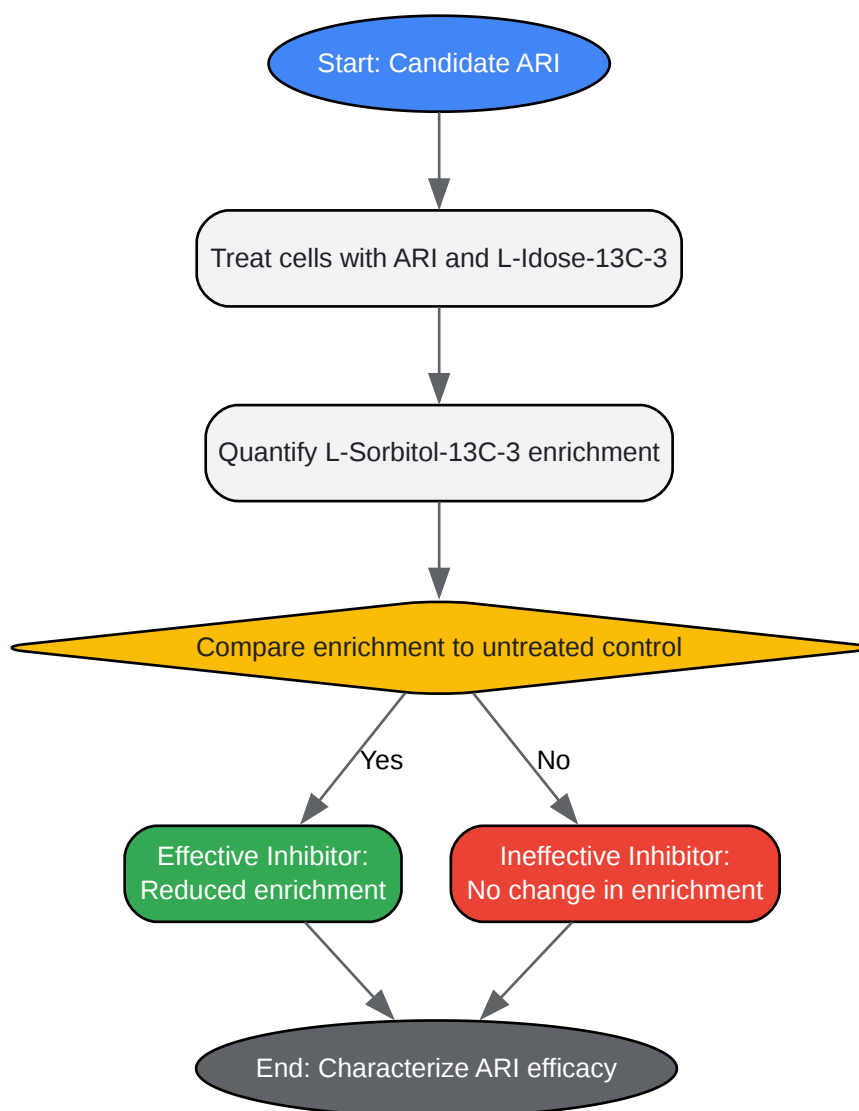 Start: Candidate ARI
Treat cells with ARI and L-Idose-13C-3
Quantify L-Sorbitol-13C-3 enrichment
Compare enrichment to untreated control
Yes
No
Effective Inhibitor:
Reduced enrichment
Ineffective Inhibitor:
No change in enrichment
End: Characterize ARI efficacy